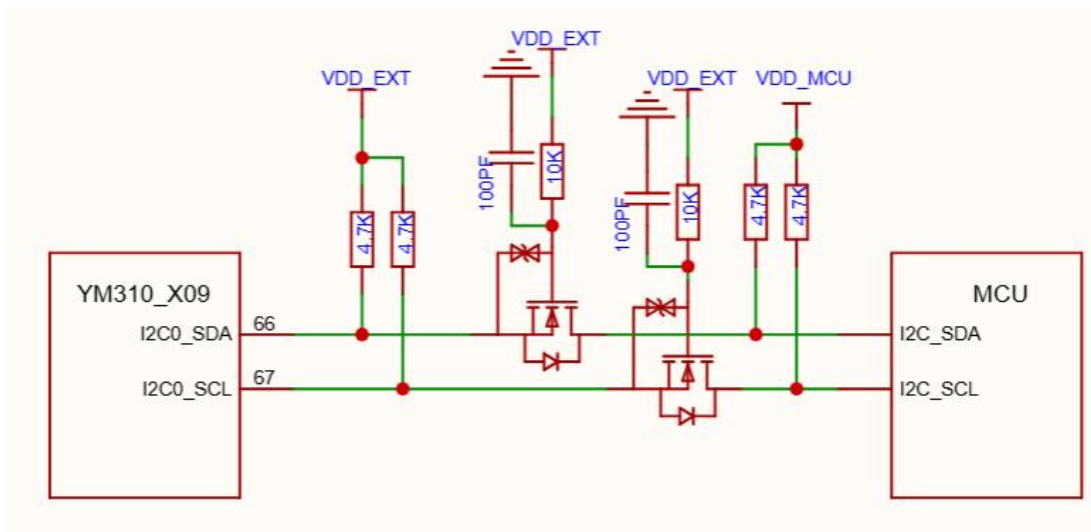 VDD_EXT
VDD_EXT
VDD_EXT
VDD_MCU
100PF
10K
100PF
10K
4.7K
4.7K
4.7K
4.7K
YM310_X09
MCU
I2C0_SDA
66
I2C_SDA
I2C0_SCL
67
I2C_SCL